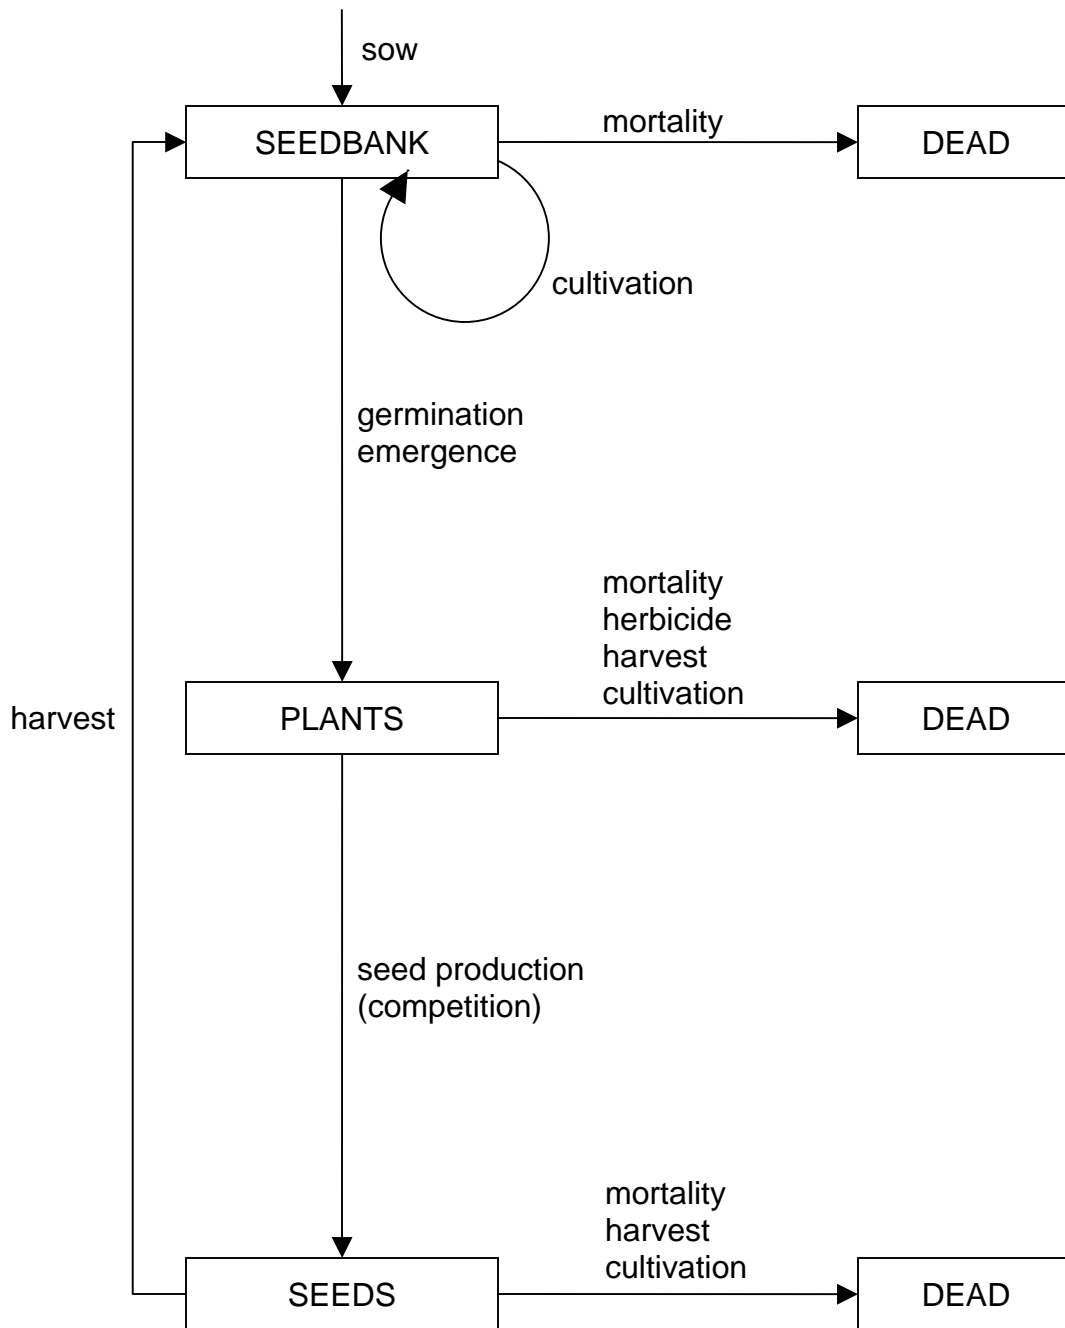 sow
SEEDBANK
mortality
DEAD
cultivation
germination
emergence
mortality
herbicide
harvest
cultivation
harvest
PLANTS
DEAD
seed production
(competition)
mortality
harvest
cultivation
SEEDS
DEAD